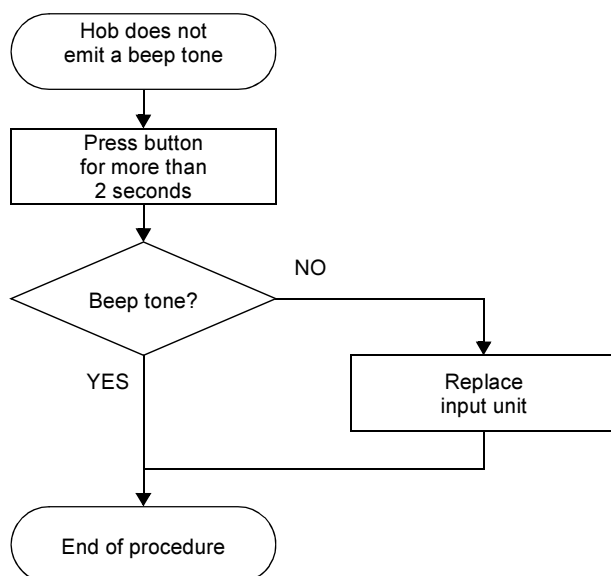 Hob does not
emit a beep tone
Press button
for more than
2 seconds
NO
Beep tone?
YES
Replace
input unit
End of procedure